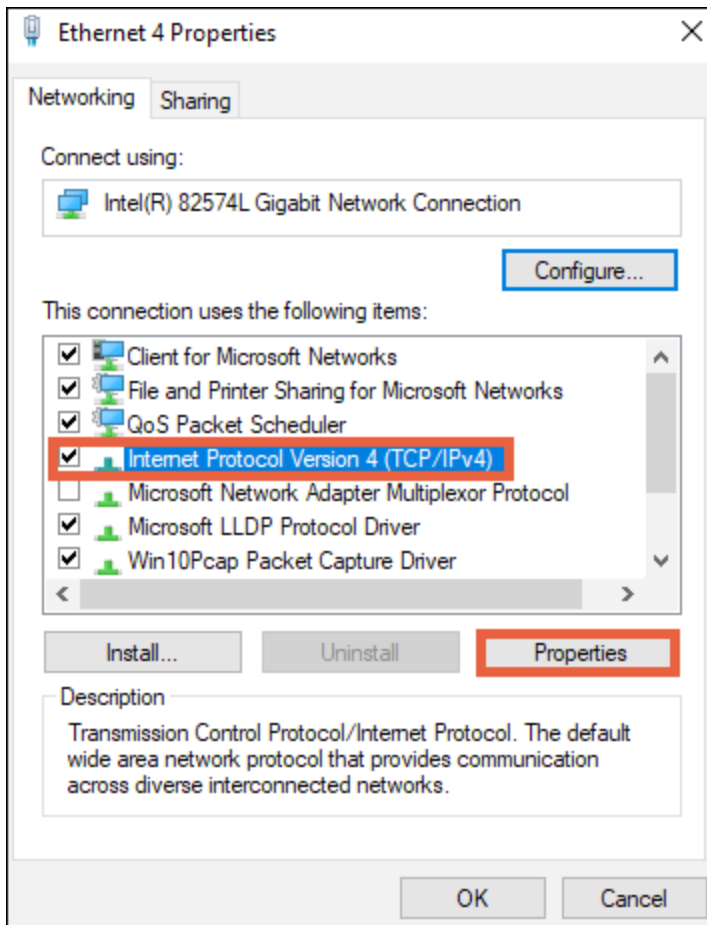 Ethernet 4 Properties
Networking
Sharing
Connect using:
Intel(R) 82574L Gigabit Network Connection
Configure...
This connection uses the following items:
Client for Microsoft Networks
File and Printer Sharing for Microsoft Networks
QoS Packet Scheduler
Internet Protocol Version 4 (TCP/IPv4)
Microsoft Network Adapter Multiplexor Protocol
Microsoft LLDP Protocol Driver
Win10Pcap Packet Capture Driver
Install...
Uninstall
Properties
Description
Transmission Control Protocol/Internet Protocol. The default
wide area network protocol that provides communication
across diverse interconnected networks.
OK
Cancel